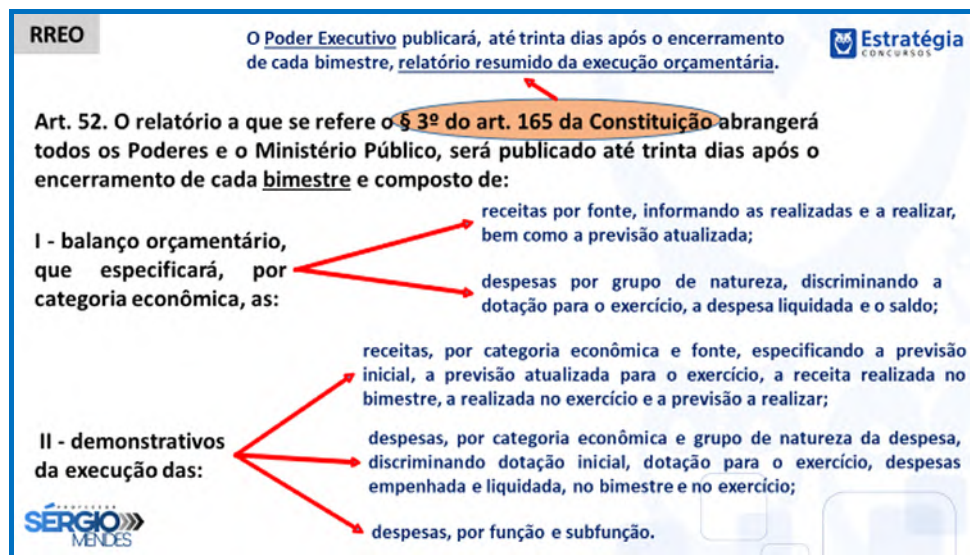 RREO
O Poder Executivo publicará, até trinta dias após o encerramento
de cada bimestre, relatório resumido da execução orçamentária.
Estratégia
CONCURSOS
Art. 52. O relatório a que se refere o § 3º do art. 165 da Constituição abrangerá
todos os Poderes e o Ministério Público, será publicado até trinta dias após o
encerramento de cada bimestre e composto de:
I - balanço orçamentário,
que especificará, por
categoria econômica, as:
receitas por fonte, informando as realizadas e a realizar,
bem como a previsão atualizada;
despesas por grupo de natureza, discriminando a
dotação para o exercício, a despesa liquidada e o saldo;
II - demonstrativos
da execução das:
receitas, por categoria econômica e fonte, especificando a previsão
inicial, a previsão atualizada para o exercício, a receita realizada no
bimestre, a realizada no exercício e a previsão a realizar;
despesas, por categoria econômica e grupo de natureza da despesa,
discriminando dotação inicial, dotação para o exercício, despesas
empenhada e liquidada, no bimestre e no exercício;
despesas, por função e subfunção.
PROFESSOR
SÉRGIO
MENDES